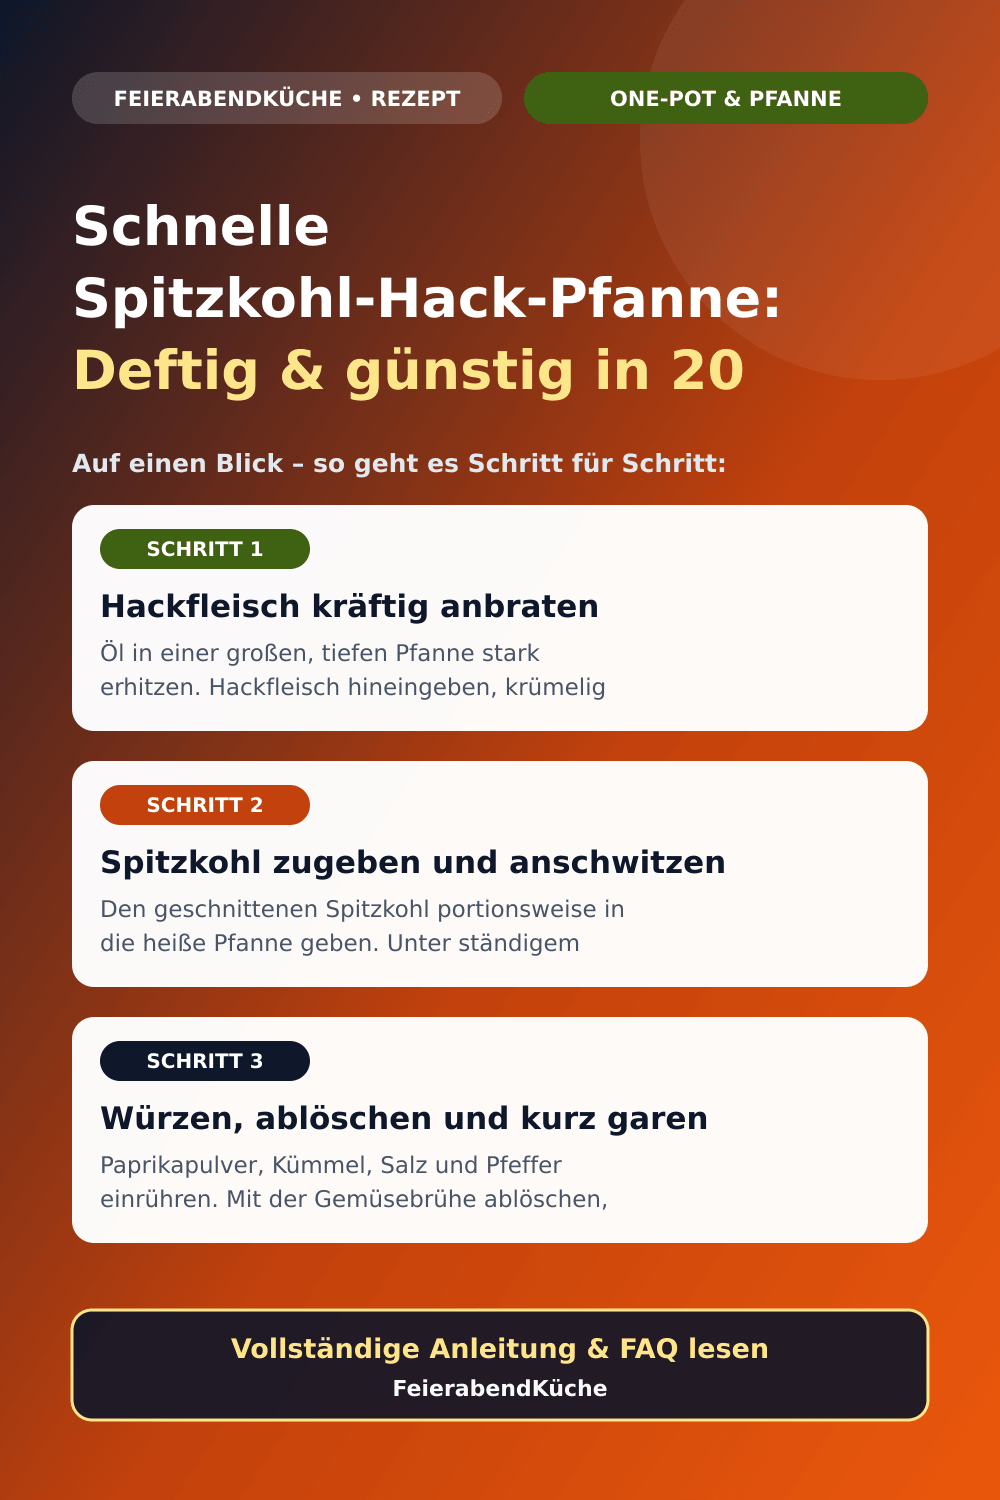 FEIERABENDKÜCHE • REZEPT
ONE-POT & PFANNE
Schnelle
Spitzkohl-Hack-Pfanne:
Deftig & günstig in 20
Auf einen Blick – so geht es Schritt für Schritt:
SCHRITT 1
Hackfleisch kräftig anbraten
Öl in einer großen, tiefen Pfanne stark
erhitzen. Hackfleisch hineingeben, krümelig
SCHRITT 2
Spitzkohl zugeben und anschwitzen
Den geschnittenen Spitzkohl portionsweise in
die heiße Pfanne geben. Unter ständigem
SCHRITT 3
Würzen, ablöschen und kurz garen
Paprikapulver, Kümmel, Salz und Pfeffer
einrühren. Mit der Gemüsebrühe ablöschen,
Vollständige Anleitung & FAQ lesen
FeierabendKüche